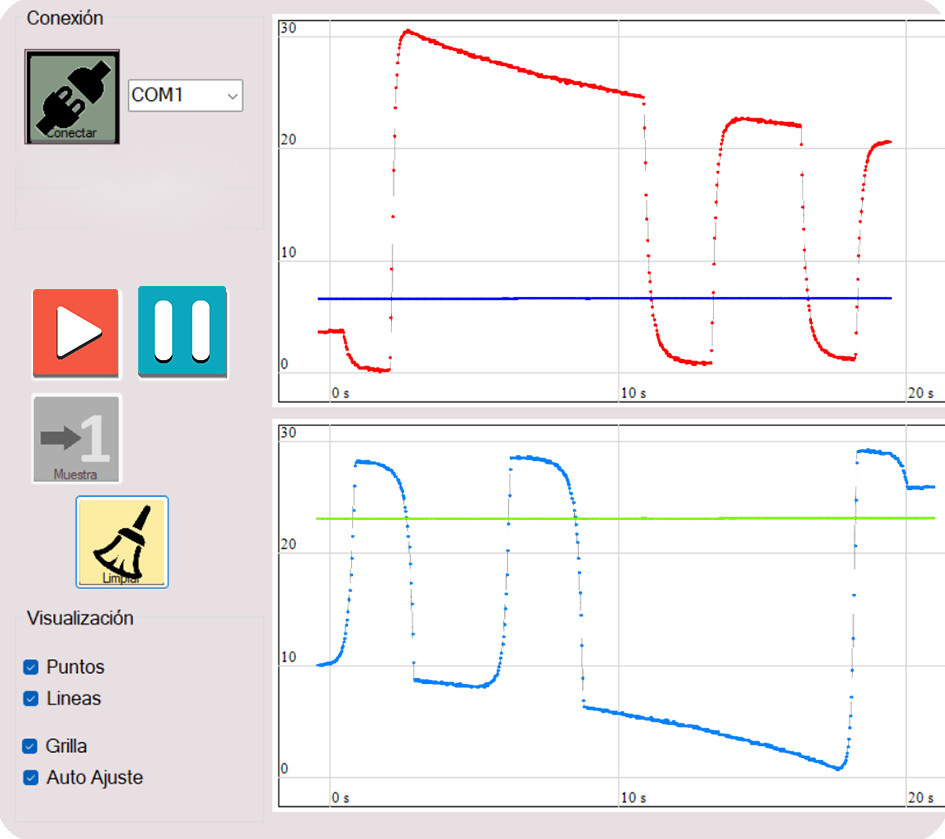 Conexión
Conectar
COM1
1
Muestra
Limpiar
Visualización
Puntos
Lineas
Grilla
Auto Ajuste
30
20
10
0
0 s
10 s
20 s
30
20
10
0
0 s
10 s
20 s